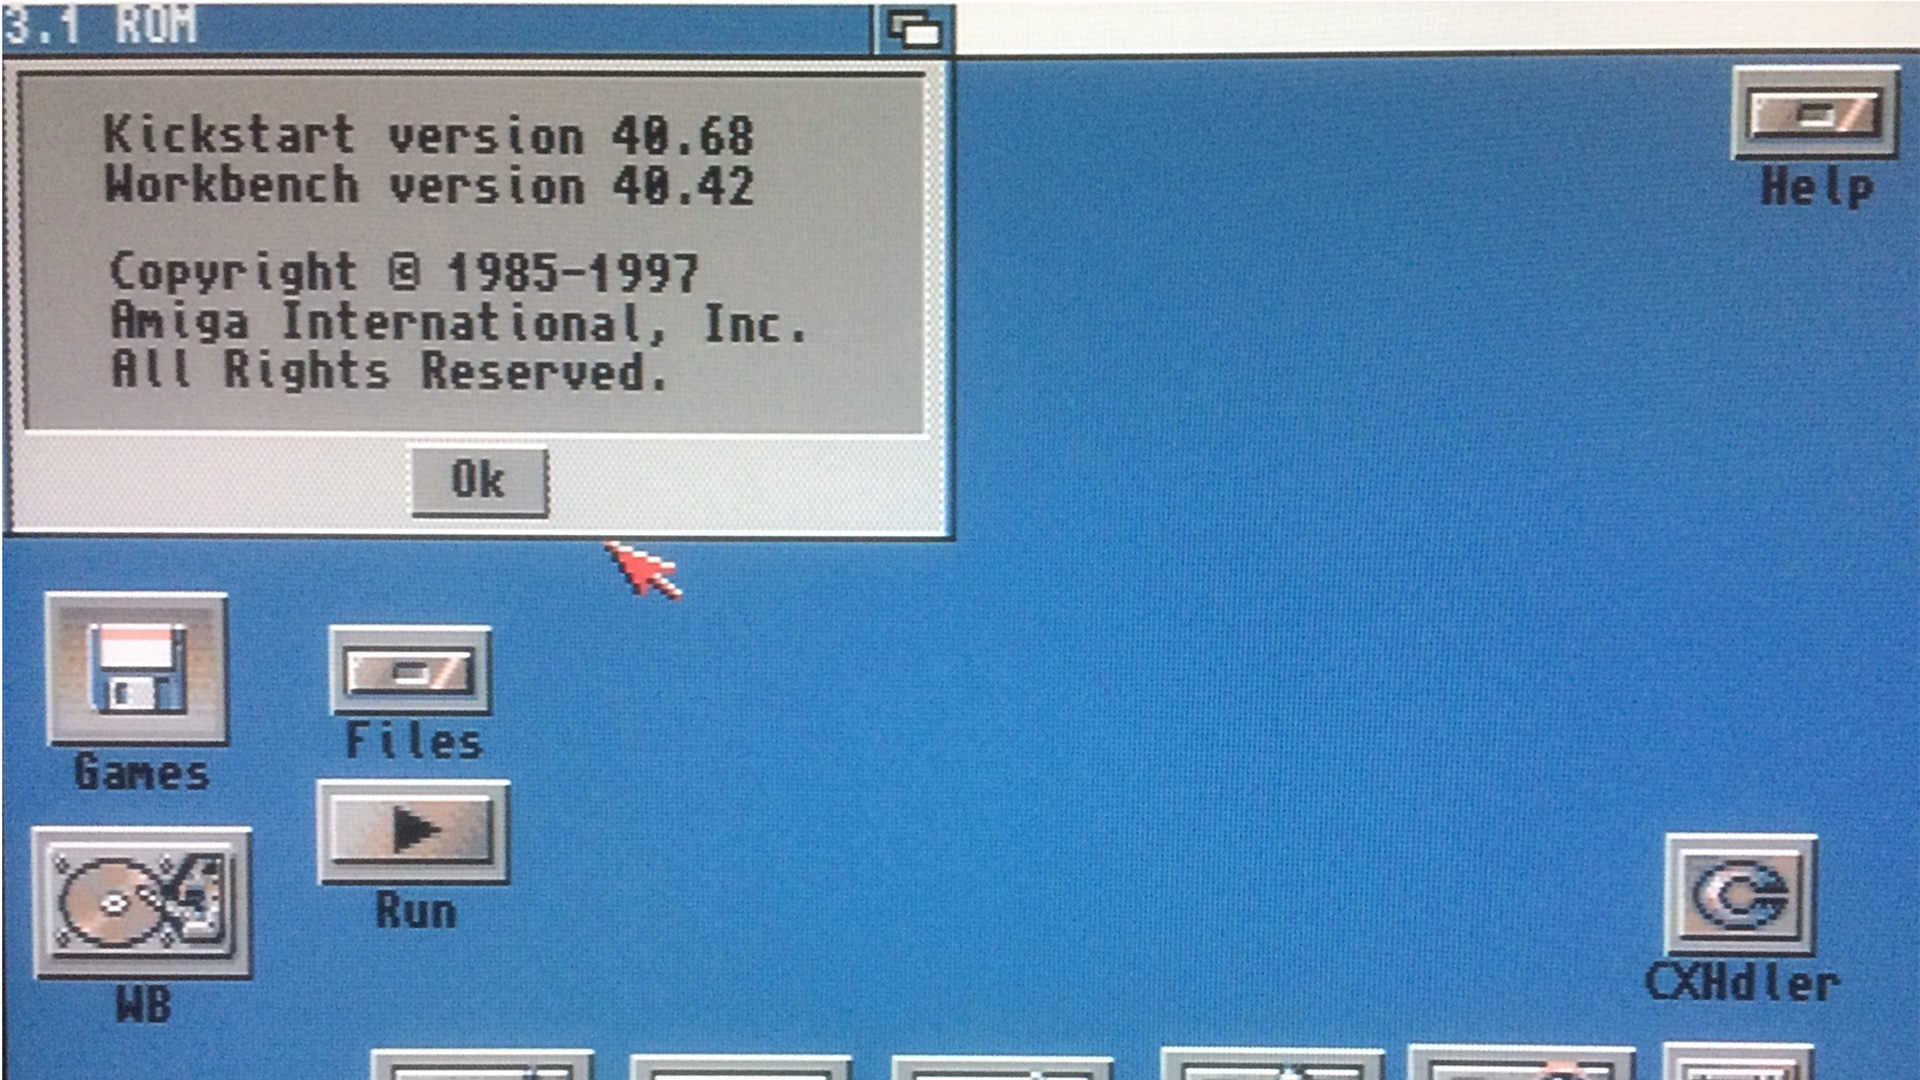 3.1 ROM
Kickstart version 40.68
Workbench version 40.42
Copyright © 1985-1997
Amiga International, Inc.
All Rights Reserved.
Ok
Help
Games
Files
Run
WB
CXHdler